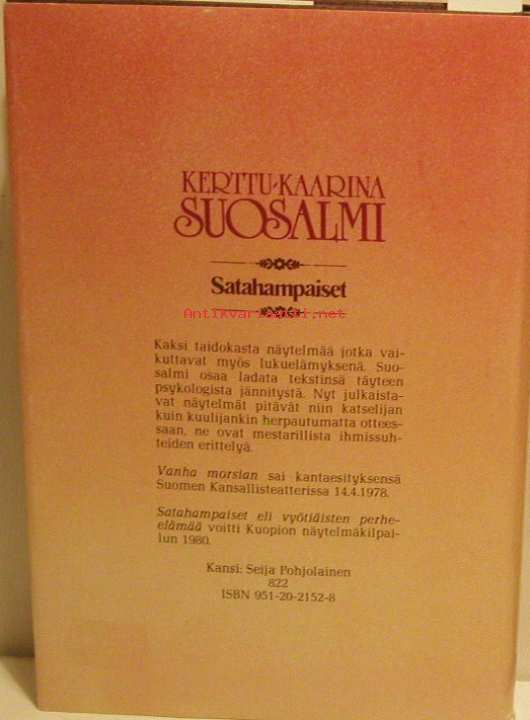 KERTTU-KAARINA
SUOSALMI
Satahampaiset
Antikvariaatti.net
Kaksi taidokasta näytelmää jotka vai-
kuttavat myös lukuelämyksenä. Suo-
salmi osaa ladata tekstinsä täyteen
psykologista jännitystä. Nyt julkaista-
vat näytelmät pitävät niin katselijan
kuin kuulijankin herpautumatta ottees-
saan, ne ovat mestarillista ihmissuh-
teiden erittelyä.
Vanha morsian sai kantaesityksensä
Suomen Kansallisteatterissa 14.4.1978.
Satahampaiset eli vyötiäisten perhe-
elämää voitti Kuopion näytelmäkilpai-
lun 1980.
Kansi: Seija Pohjolainen
822
ISBN 951-20-2152-8